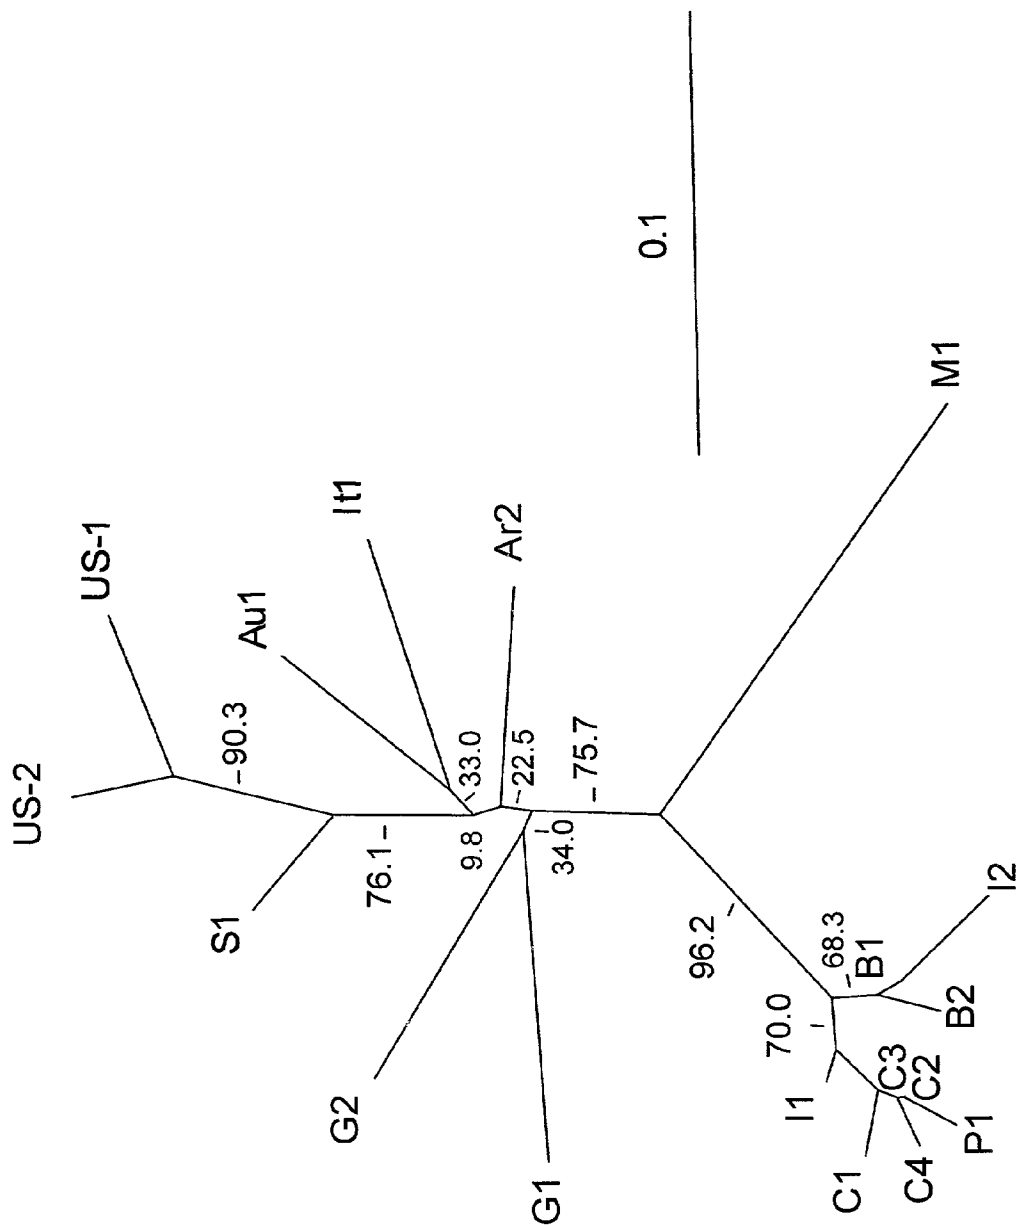 US-2
US-1
Au1
It1
Ar2
90.3
S1
76.1
33.0
9.8
22.5
75.7
34.0
0.1
M1
G2
G1
96.2
70.0
68.3
B1
I2
B2
I1
C3
C2
C1
C4
P1